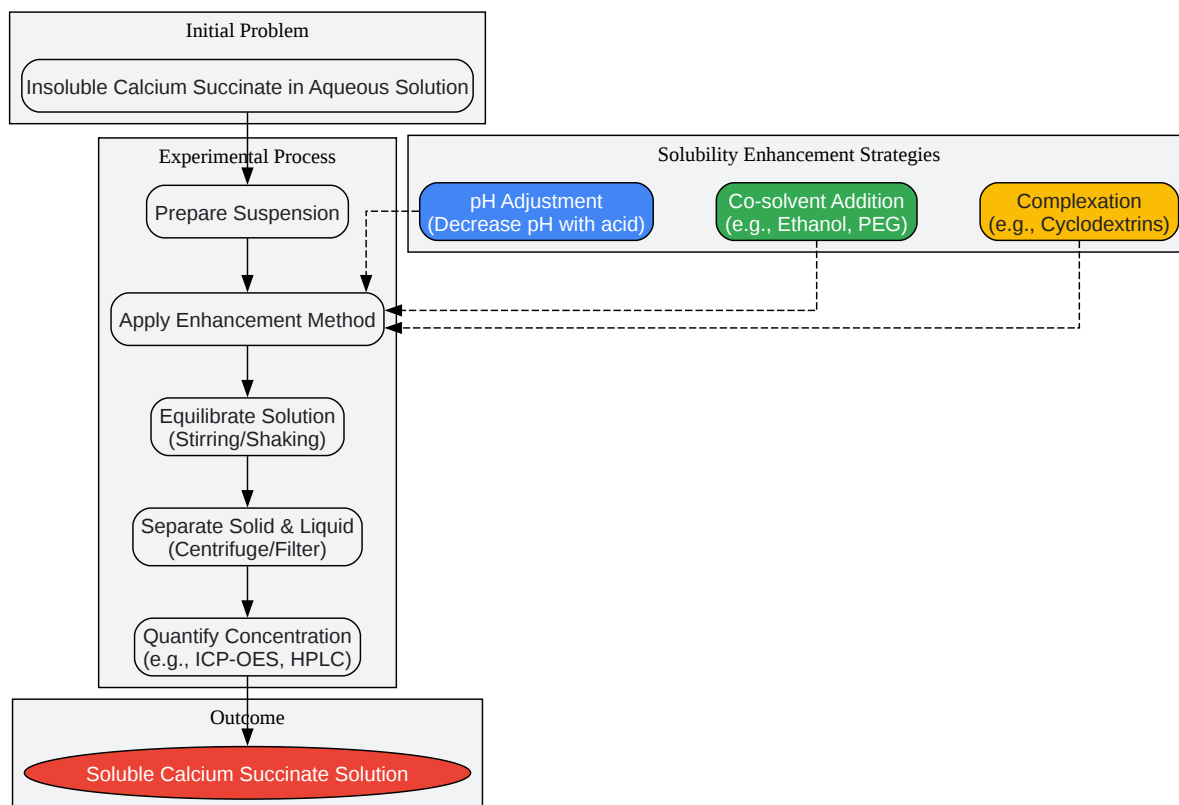 Initial Problem
Insoluble Calcium Succinate in Aqueous Solution
Experimental Process
Prepare Suspension
Apply Enhancement Method
Equilibrate Solution
(Stirring/Shaking)
Separate Solid & Liquid
(Centrifuge/Filter)
Quantify Concentration
(e.g., ICP-OES, HPLC)
Solubility Enhancement Strategies
pH Adjustment
(Decrease pH with acid)
Co-solvent Addition
(e.g., Ethanol, PEG)
Complexation
(e.g., Cyclodextrins)
Outcome
Soluble Calcium Succinate Solution